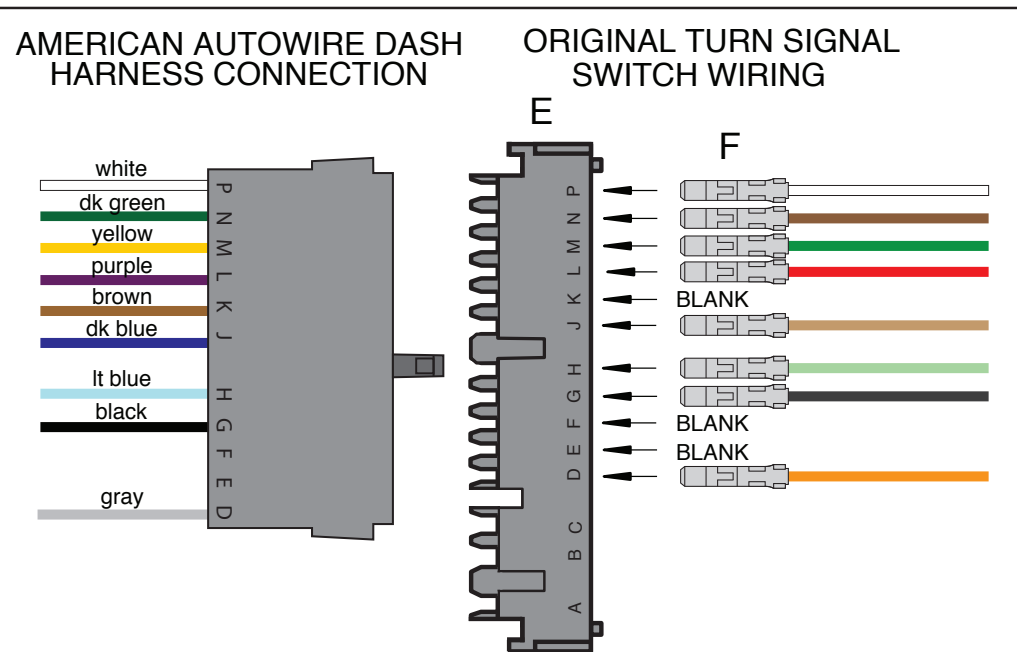 AMERICAN AUTOWIRE DASH
HARNESS CONNECTION
ORIGINAL TURN SIGNAL
SWITCH WIRING
E
F
white
dk green
yellow
purple
brown
dk blue
lt blue
black
gray
P
N
M
L
K
J
H
G
F
E
D
P
N
M
L
K
J
H
G
F
E
D
C
B
A
BLANK
BLANK
BLANK